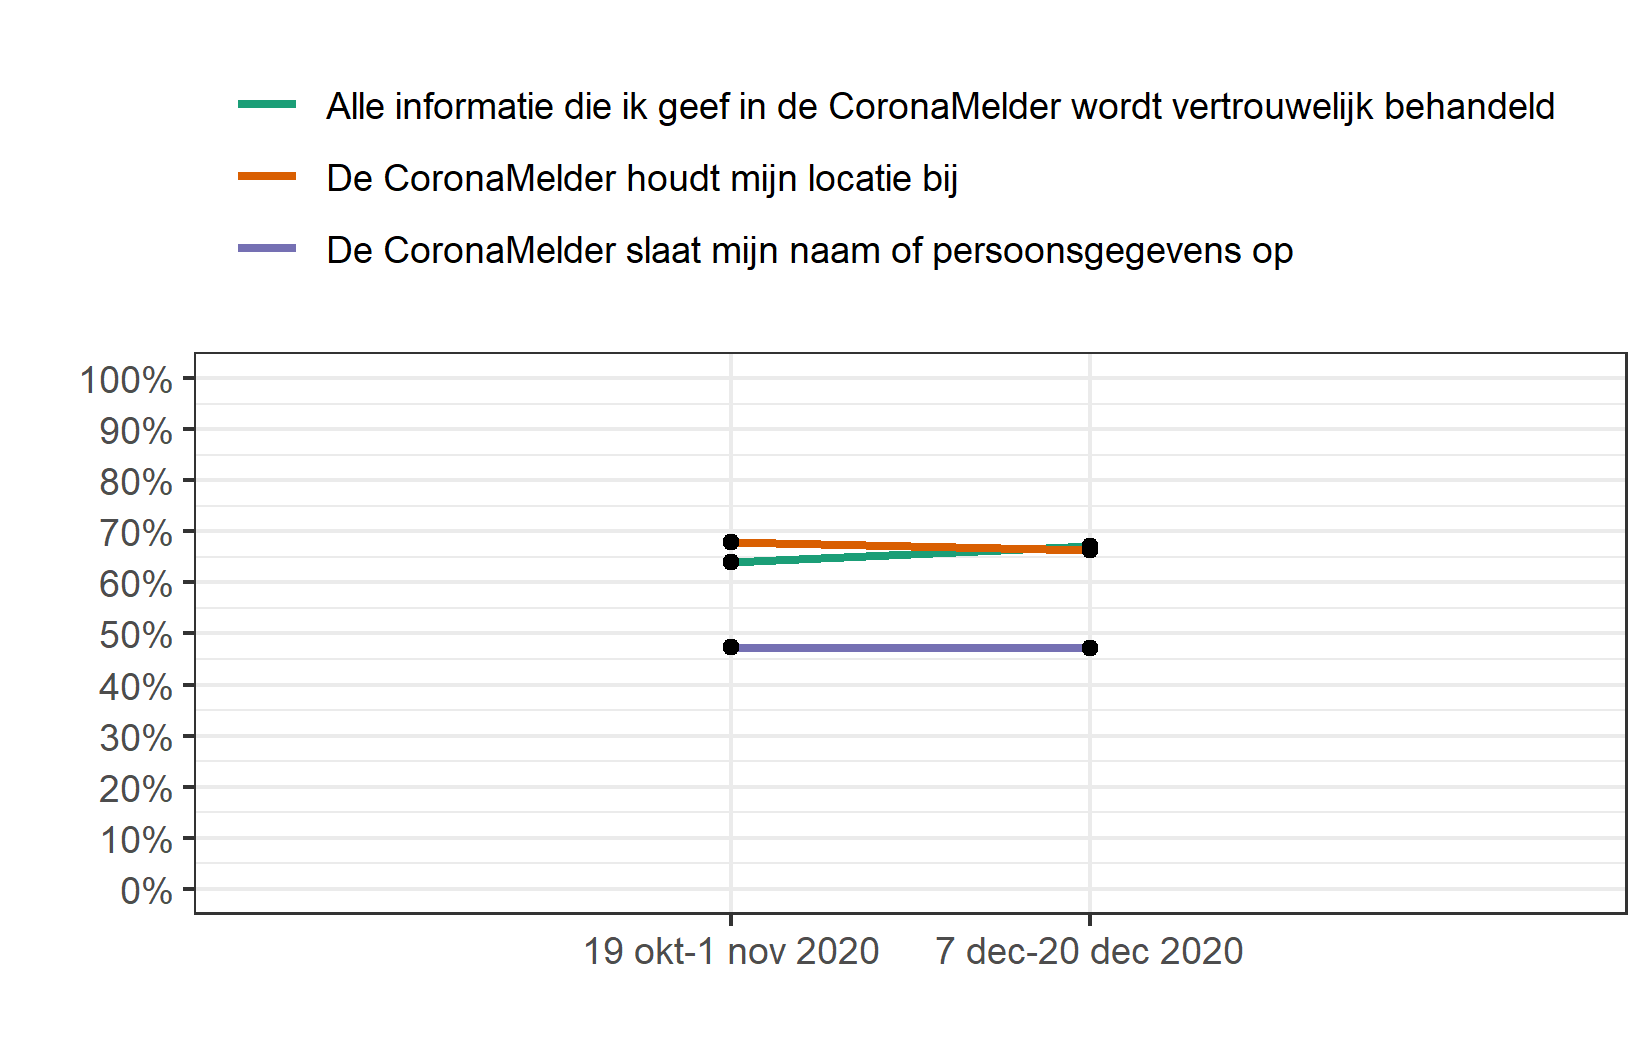 Alle informatie die ik geef in de CoronaMelder wordt vertrouwelijk behandeld
De CoronaMelder houdt mijn locatie bij
De CoronaMelder slaat mijn naam of persoonsgegevens op
100%
90%
80%
70%
60%
50%
40%
30%
20%
10%
0%
19 okt-1 nov 2020
7 dec-20 dec 2020